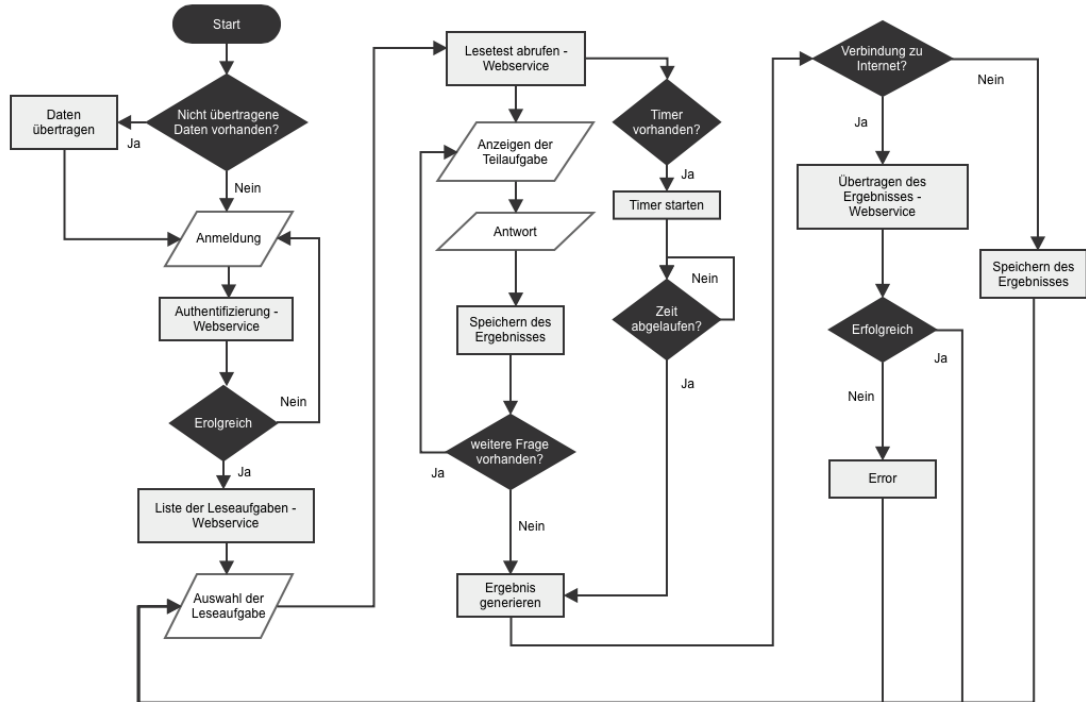 Start
Nicht übertragene
Daten vorhanden?
Ja
Daten
übertragen
Nein
Anmeldung
Authentifizierung -
Webservice
Erolgreich
Nein
Ja
Liste der Leseaufgaben -
Webservice
Auswahl der
Leseaufgabe
Lesetest abrufen -
Webservice
Anzeigen der
Teilaufgabe
Antwort
Speichern des
Ergebnisses
weitere Frage
vorhanden?
Ja
Nein
Ergebnis
generieren
Timer
vorhanden?
Ja
Timer starten
Nein
Zeit
abgelaufen?
Ja
Verbindung zu
Internet?
Nein
Ja
Übertragen des
Ergebnisses -
Webservice
Speichern des
Ergebnisses
Erfolgreich
Ja
Nein
Error